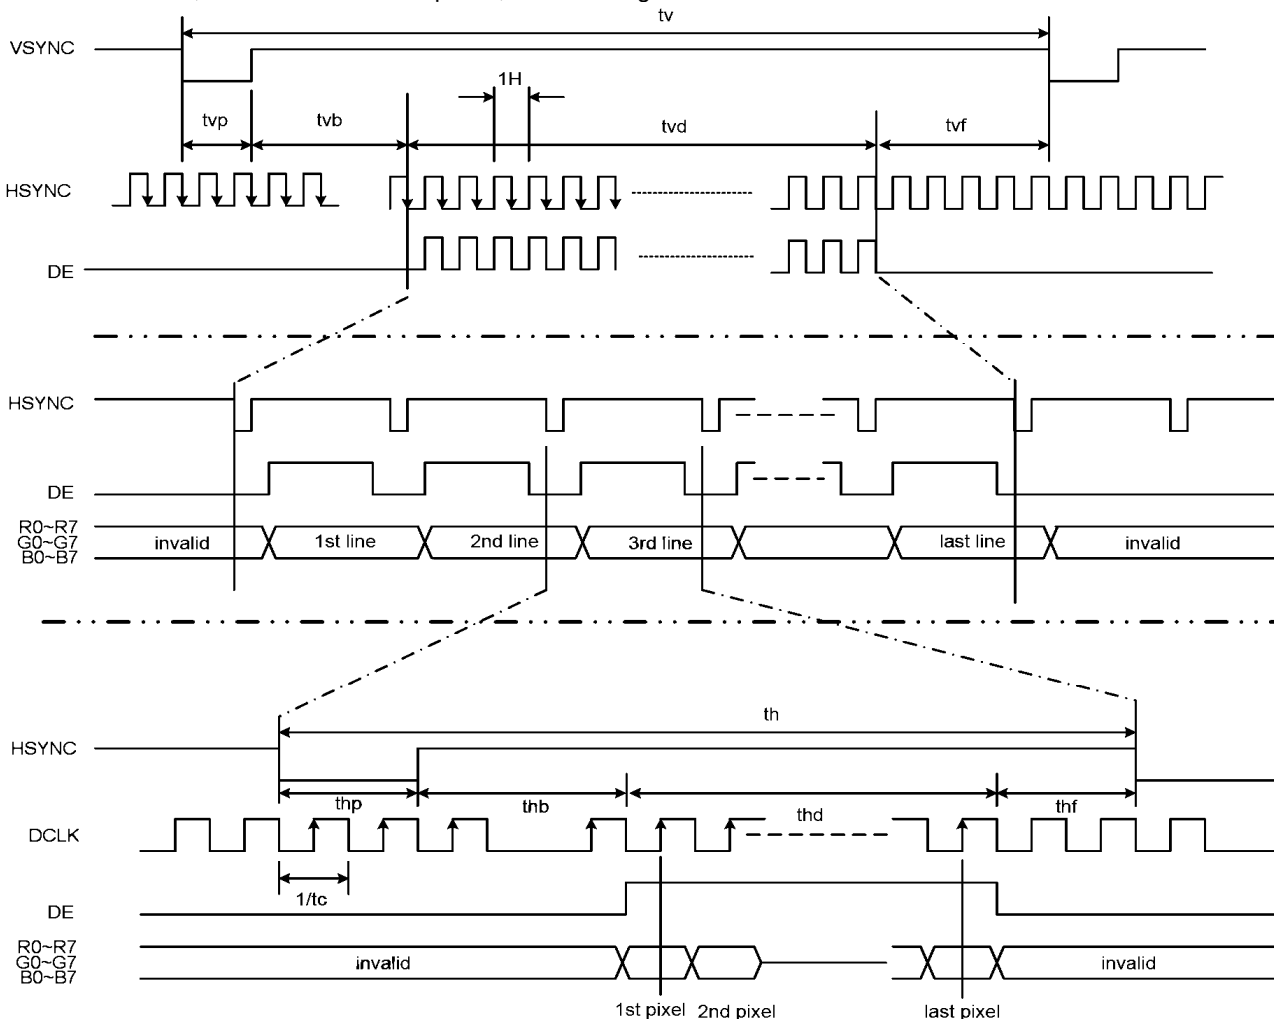 tv
VSYNC
1H
tvp
tvb
tvd
tvf
HSYNC
DE
HSYNC
DE
R0~R7
G0~G7
B0~B7
invalid
1st line
2nd line
3rd line
last line
invalid
th
HSYNC
thp
thb
thd
thf
DCLK
1/tc
DE
R0~R7
G0~G7
B0~B7
invalid
invalid
1st pixel
2nd pixel
last pixel